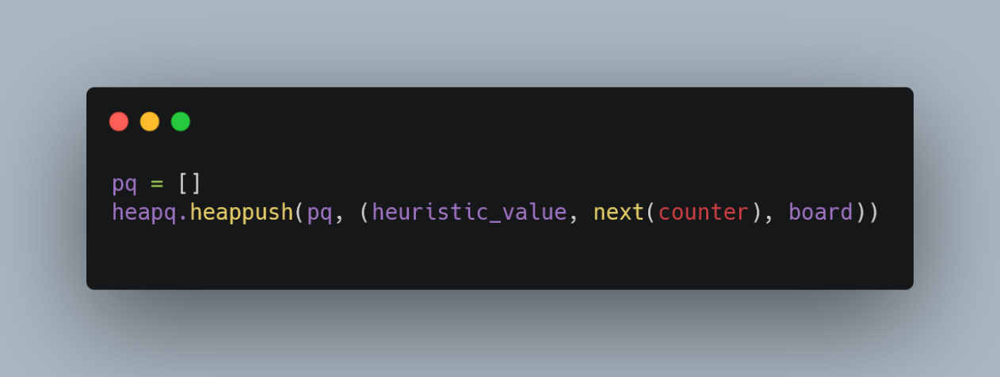 pq = []
heapq.heappush(pq, (heuristic_value, next(counter), board))